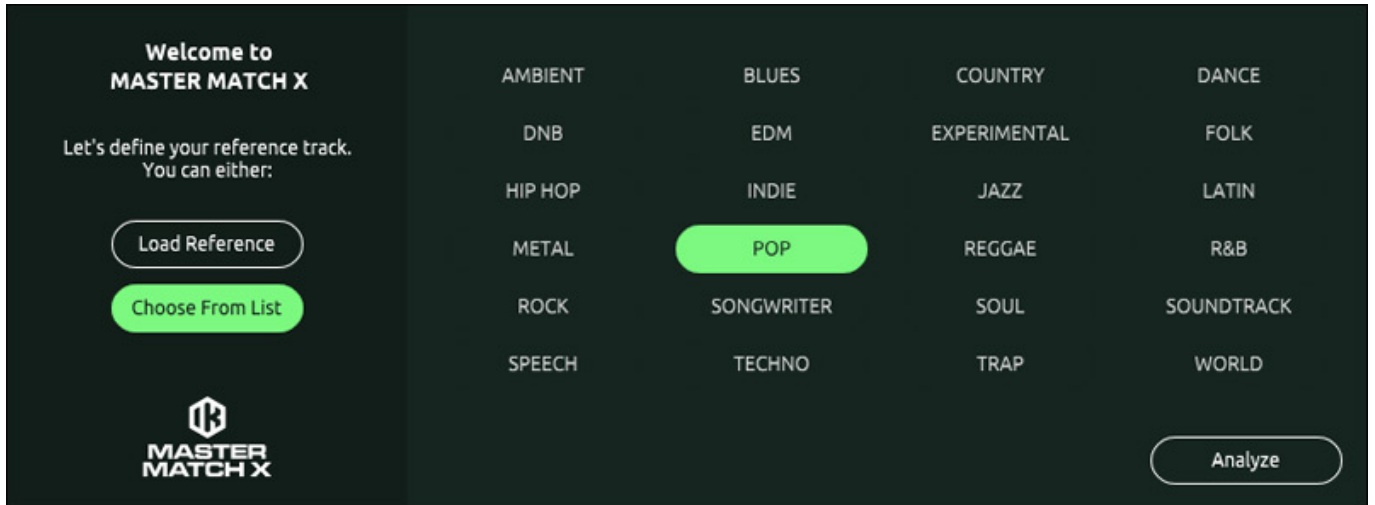 Welcome to
MASTER MATCH X
Let's define your reference track.
You can either:
Load Reference
Choose From List
IK
MASTER
MATCH X
AMBIENT BLUES COUNTRY DANCE
DNB EDM EXPERIMENTAL FOLK
HIP HOP INDIE JAZZ LATIN
METAL POP REGGAE R&B
ROCK SONGWRITER SOUL SOUNDTRACK
SPEECH TECHNO TRAP WORLD
Analyze